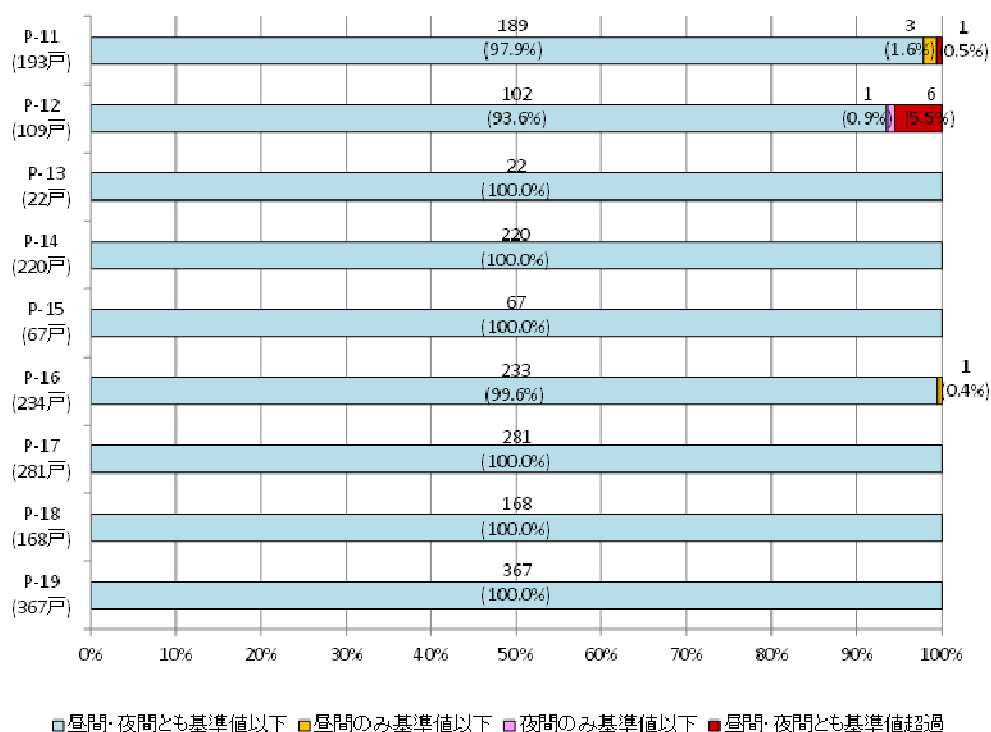 P-11
(193戸)
189
(97.9%)
3
(1.6%)
1
(0.5%)
P-12
(109戸)
102
(93.6%)
1
(0.9%)
6
(5.5%)
P-13
(22戸)
22
(100.0%)
P-14
(220戸)
220
(100.0%)
P-15
(67戸)
67
(100.0%)
P-16
(234戸)
233
(99.6%)
1
(0.4%)
P-17
(281戸)
281
(100.0%)
P-18
(168戸)
168
(100.0%)
P-19
(367戸)
367
(100.0%)
0% 10% 20% 30% 40% 50% 60% 70% 80% 90% 100%
昼間・夜間とも基準値以下 昼間のみ基準値以下 夜間のみ基準値以下 昼間・夜間とも基準値超過